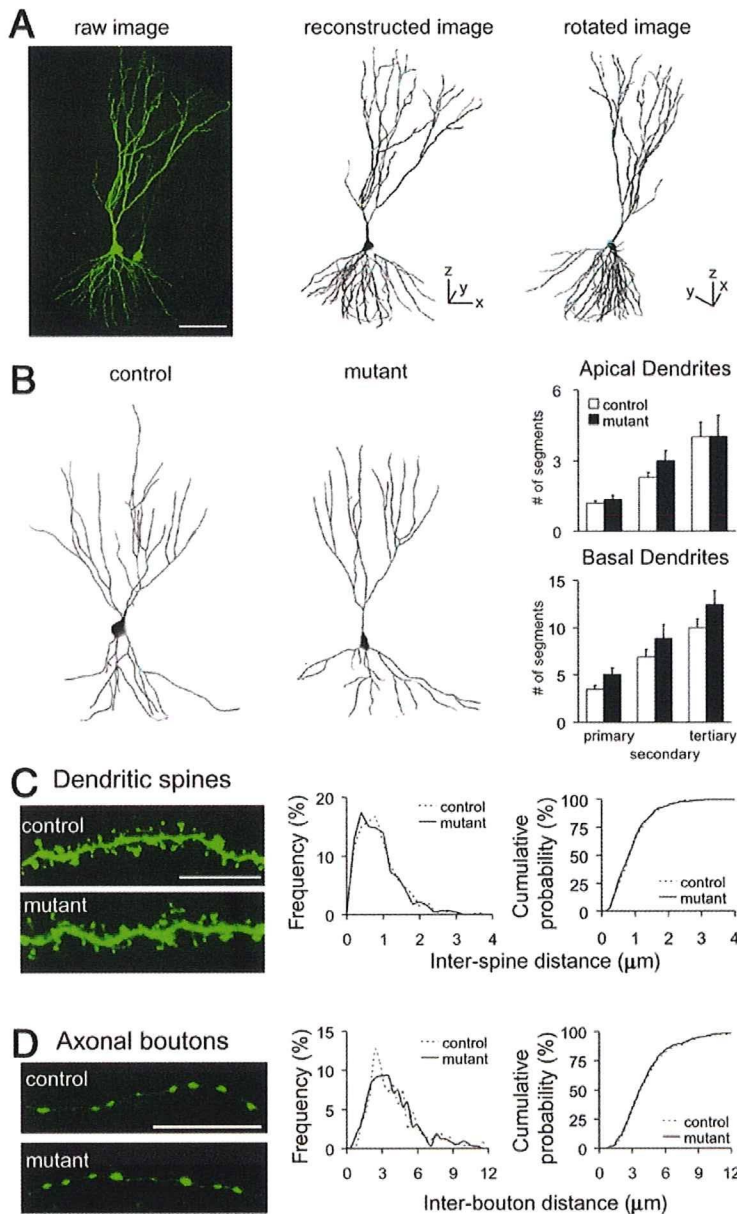 A
raw image
reconstructed image
rotated image
z
y
x
z
y
x
B
control
mutant
Apical Dendrites
control
mutant
# of segments
6
3
0
Basal Dendrites
# of segments
15
10
5
0
primary
secondary
tertiary
C Dendritic spines
control
mutant
Frequency (%)
20
10
0
control
mutant
0 1 2 3 4
Cumulative
probability (%)
100
75
50
25
0
control
mutant
0 1 2 3 4
Inter-spine distance (μm)
D Axonal boutons
control
mutant
Frequency (%)
15
10
5
0
control
mutant
0 3 6 9 12
Cumulative
probability (%)
100
75
50
25
0
control
mutant
0 3 6 9 12
Inter-bouton distance (μm)